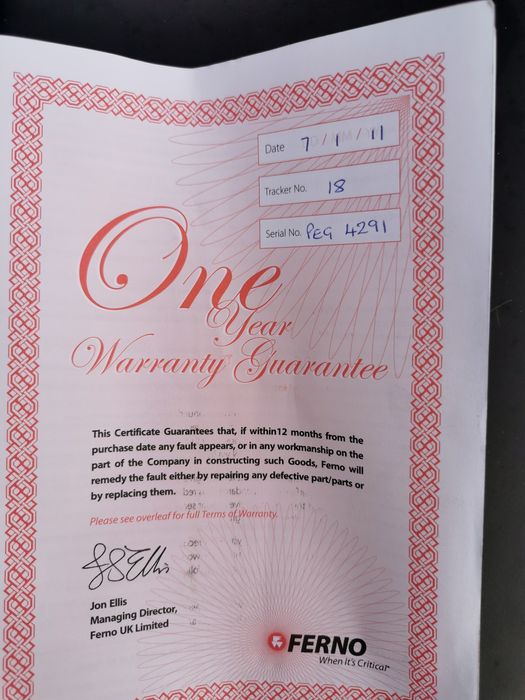 Date 7/1/11
Tracker No. 18
Serial No. PEG 4291
One
Year
Warranty Guarantee
This Certificate Guarantees that, if within12 months from the
purchase date any fault appears, or in any workmanship on the
part of the Company in constructing such Goods, Ferno will
remedy the fault either by repairing any defective part/parts or
by replacing them.
Please see overleaf for full Terms of Warranty.
Jon Ellis
Managing Director,
Ferno UK Limited
FERNO
When It's Critical